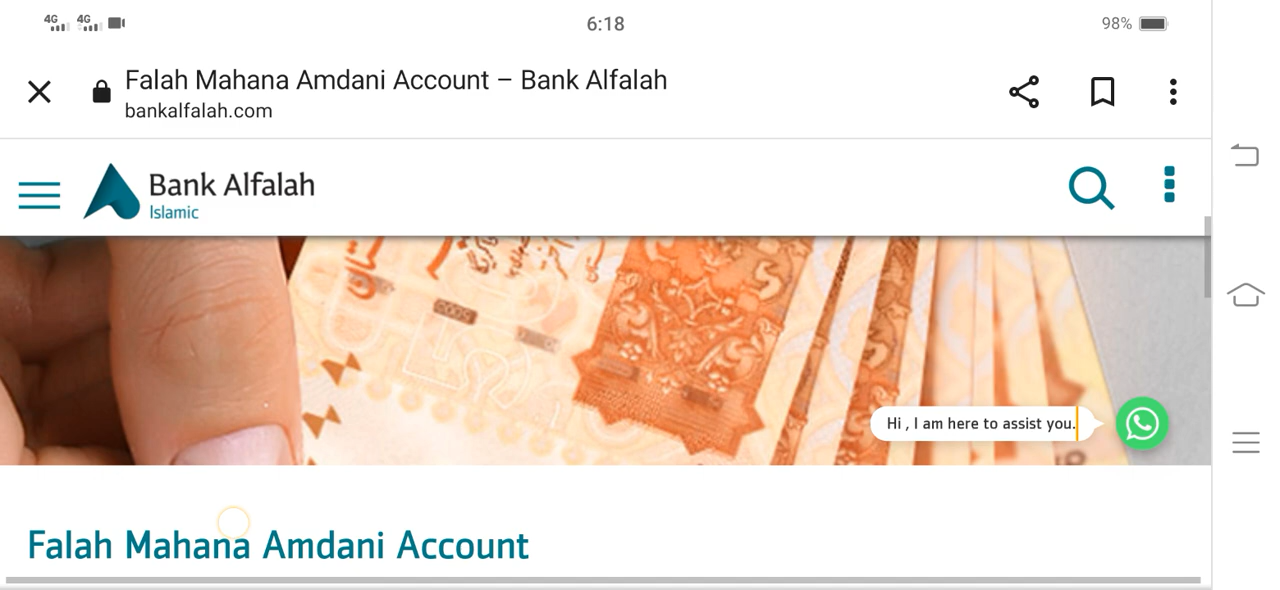 4G 4G 6:18 98%
Falah Mahana Amdani Account – Bank Alfalah
bankalfalah.com
Bank Alfalah
Islamic
5000
Hi , I am here to assist you.
Falah Mahana Amdani Account